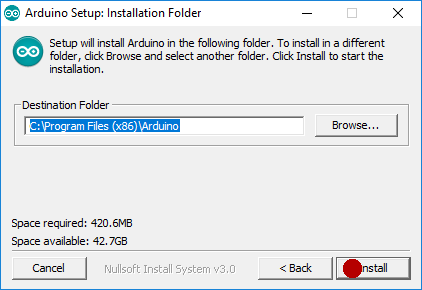 Arduino Setup: Installation Folder
Setup will install Arduino in the following folder. To install in a different
folder, click Browse and select another folder. Click Install to start the
installation.
Destination Folder
C:\Program Files (x86)\Arduino
Browse...
Space required: 420.6MB
Space available: 42.7GB
Cancel
Nullsoft Install System v3.0
< Back
Install